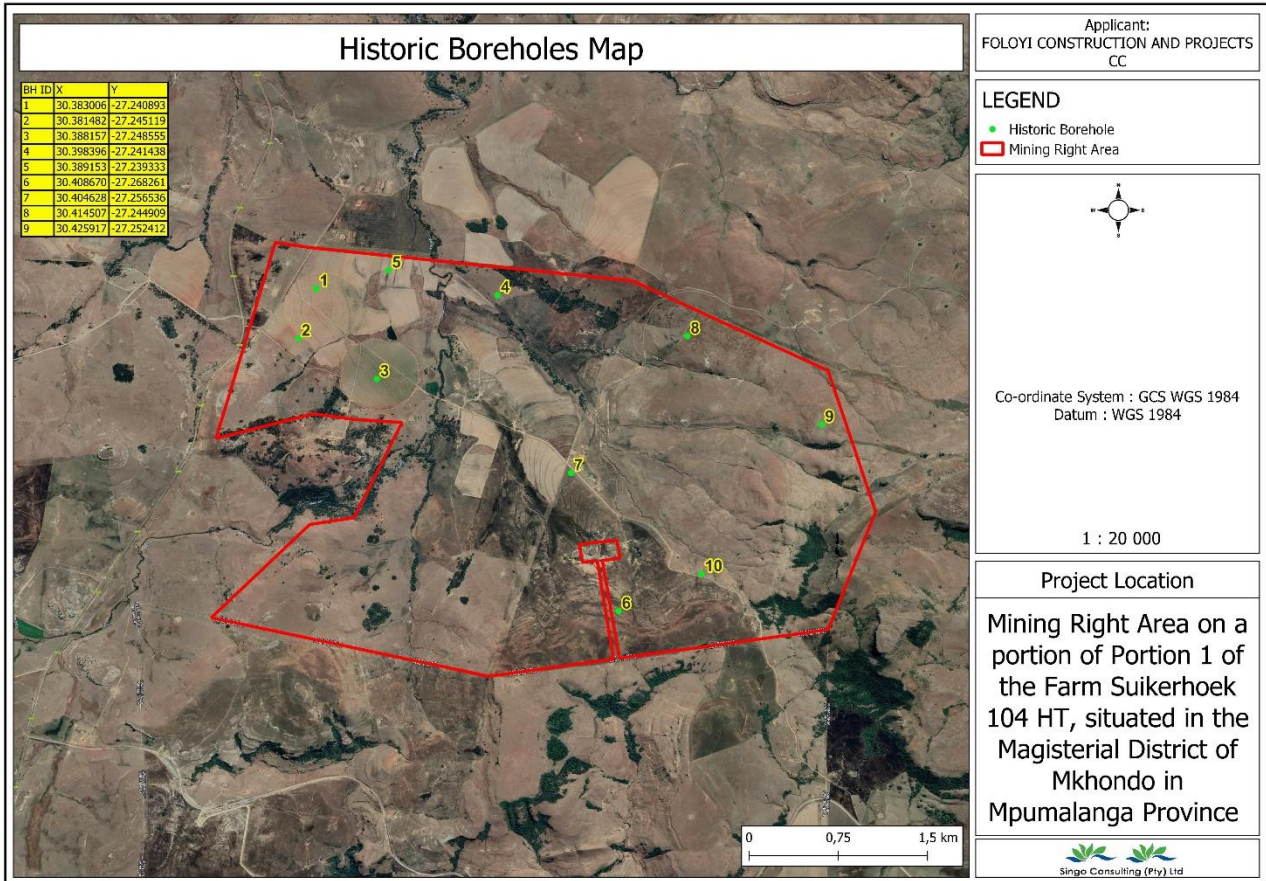 Historic Boreholes Map
BH ID X Y
1 30.383006 -27.240893
2 30.381482 -27.245119
3 30.388157 -27.248555
4 30.398396 -27.241438
5 30.389153 -27.239333
6 30.408670 -27.268261
7 30.404628 -27.256536
8 30.414507 -27.244909
9 30.425917 -27.252412
1
5
4
2
8
3
9
7
10
6
0 0,75 1,5 km
Applicant:
FOLOYI CONSTRUCTION AND PROJECTS
CC
LEGEND
Historic Borehole
Mining Right Area
N
W E
S
Co-ordinate System : GCS WGS 1984
Datum : WGS 1984
1 : 20 000
Project Location
Mining Right Area on a
portion of Portion 1 of
the Farm Suikerhoek
104 HT, situated in the
Magisterial District of
Mkhondo in
Mpumalanga Province
Singo Consulting (Pty) Ltd